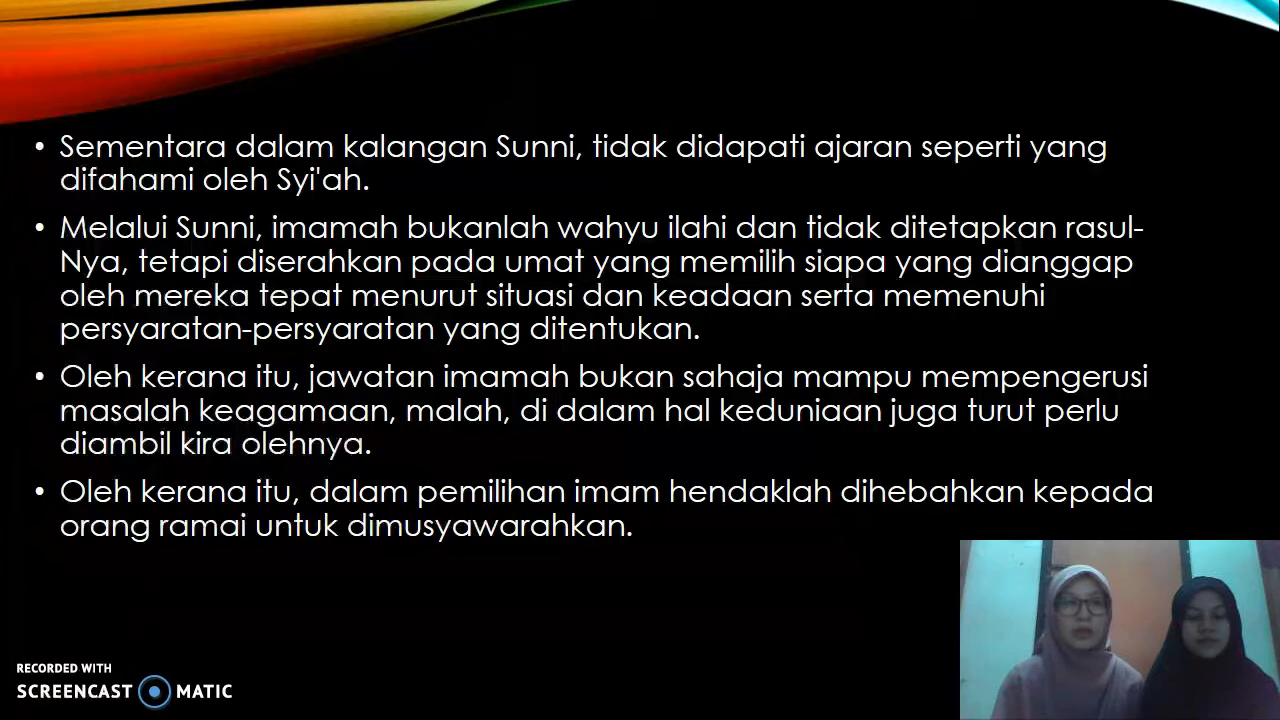 • Sementara dalam kalangan Sunni, tidak didapati ajaran seperti yang
difahami oleh Syi'ah.
• Melalui Sunni, imamah bukanlah wahyu ilahi dan tidak ditetapkan rasul-
Nya, tetapi diserahkan pada umat yang memilih siapa yang dianggap
oleh mereka tepat menurut situasi dan keadaan serta memenuhi
persyaratan-persyaratan yang ditentukan.
• Oleh kerana itu, jawatan imamah bukan sahaja mampu mempengerusi
masalah keagamaan, malah, di dalam hal keduniaan juga turut perlu
diambil kira olehnya.
• Oleh kerana itu, dalam pemilihan imam hendaklah dihebahkan kepada
orang ramai untuk dimusyawarahkan.
RECORDED WITH
SCREENCAST MATIC